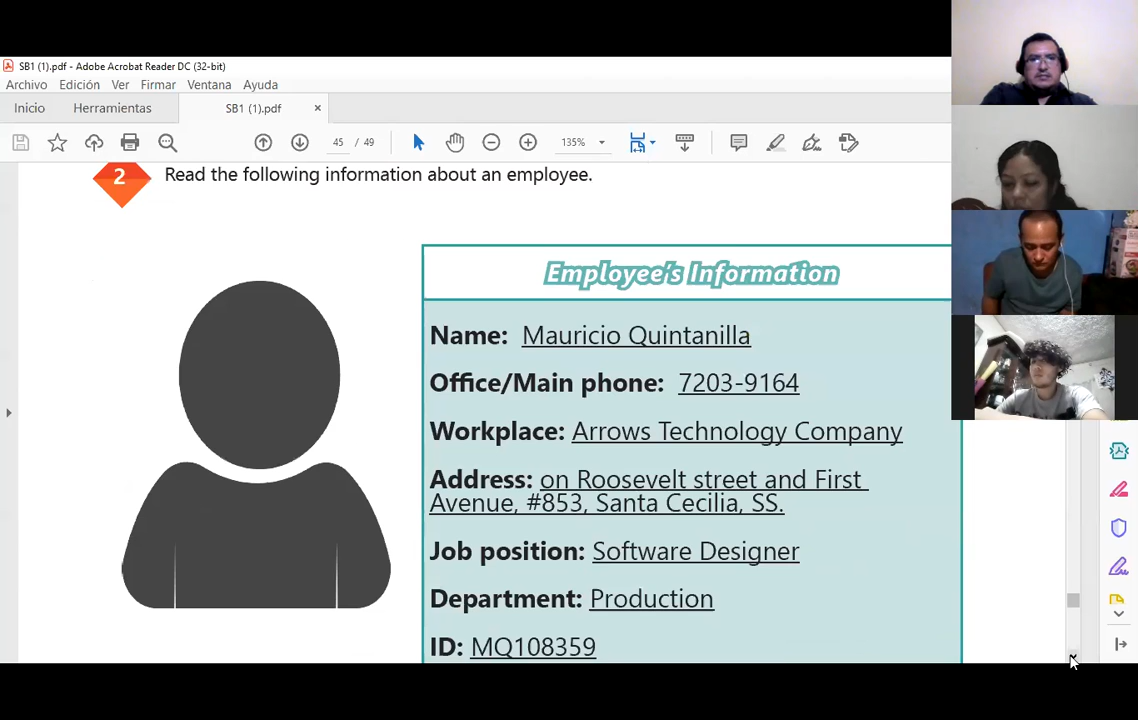 SB1 (1).pdf - Adobe Acrobat Reader DC (32-bit)
Archivo Edición Ver Firmar Ventana Ayuda
Inicio Herramientas SB1 (1).pdf ×
45 / 49 135%
2 Read the following information about an employee.
Employee's Information
Name: Mauricio Quintanilla
Office/Main phone: 7203-9164
Workplace: Arrows Technology Company
Address: on Roosevelt street and First
Avenue, #853, Santa Cecilia, SS.
Job position: Software Designer
Department: Production
ID: MQ108359